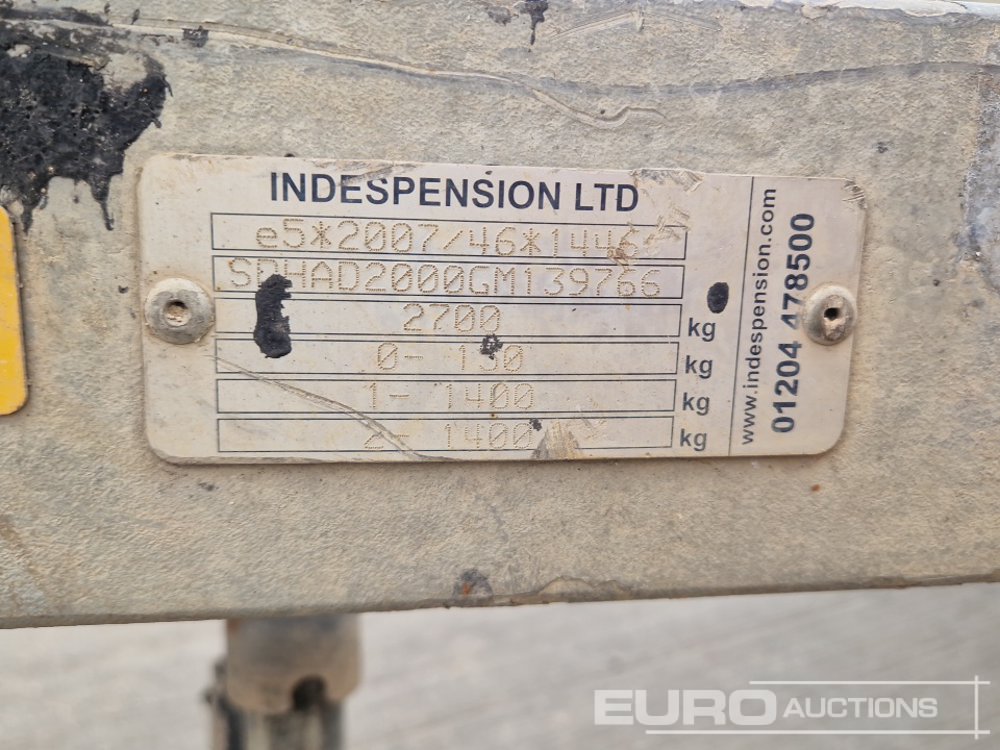 INDESPENSION LTD
e5*2007/46*1446
SDHAD2000GM139766
2700 kg
0- 150 kg
1- 1400 kg
2- 1400 kg
www.indespension.com
01204 478500
EURO AUCTIONS